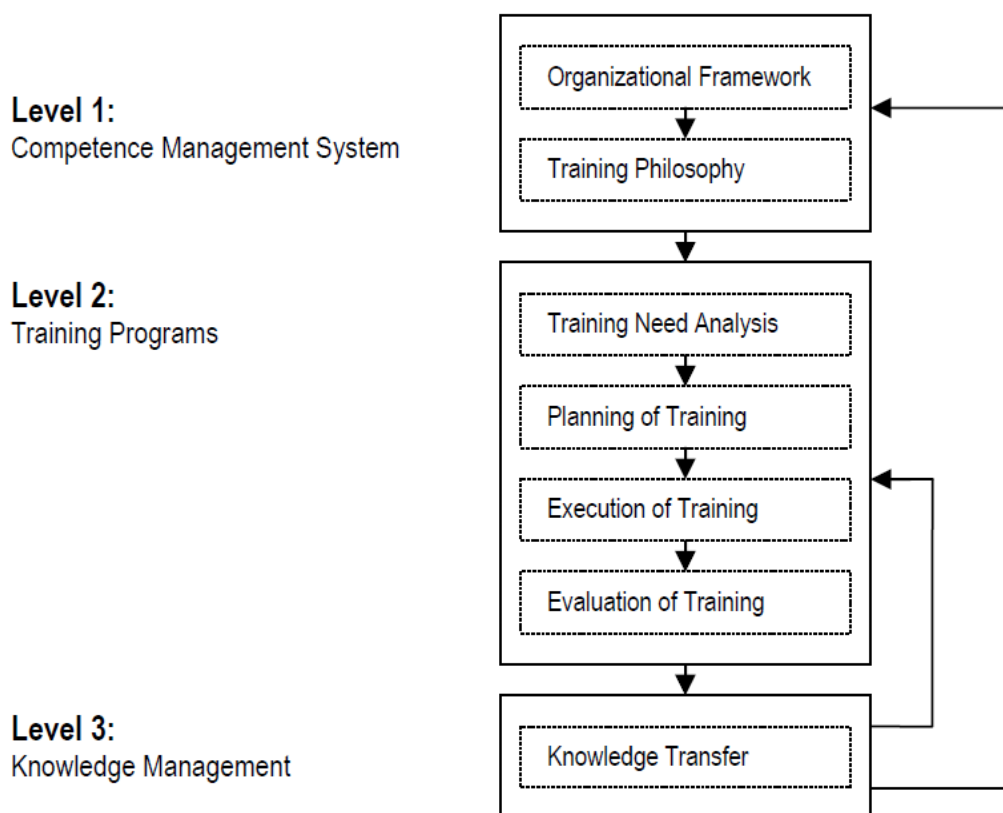 Level 1:
Competence Management System
Organizational Framework
Training Philosophy
Level 2:
Training Programs
Training Need Analysis
Planning of Training
Execution of Training
Evaluation of Training
Level 3:
Knowledge Management
Knowledge Transfer